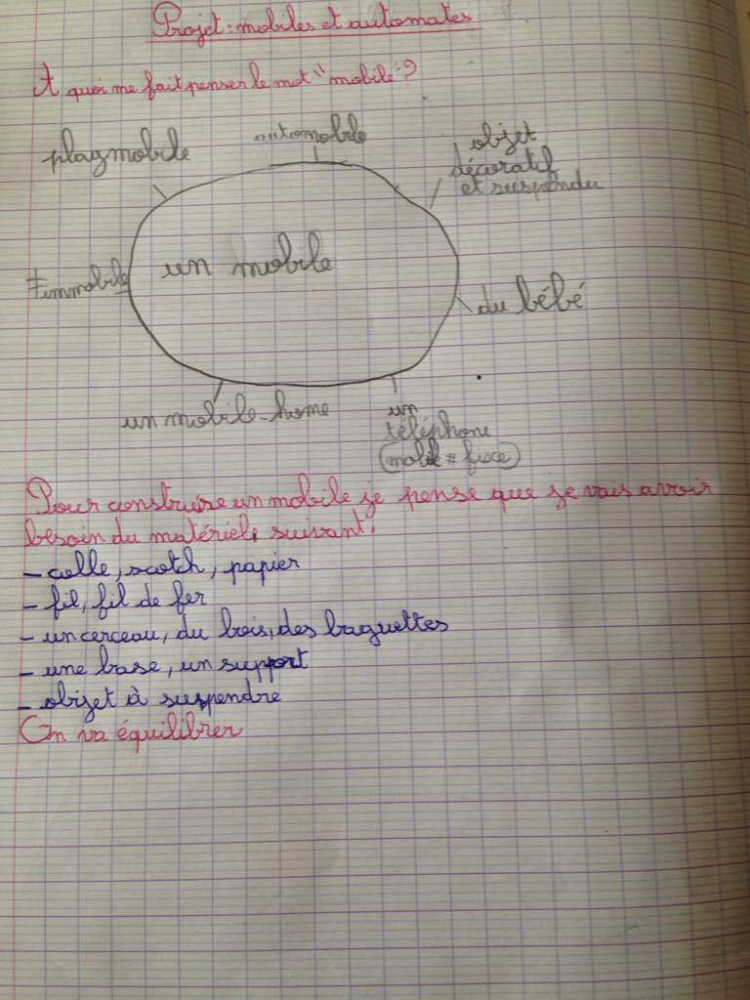 Projet : mobiles et automates
A quoi me fait penser le mot "mobile"?
playmobile
automobile
objet
décoratif
et suspendu
≠immobile
un mobile
du bébé
un mobile-home
un
téléphone
(mobile ≠ fixe)
Pour construire un mobile je pense que je vais avoir
besoin du matériel suivant:
- colle, scotch, papier
- fil, fil de fer
- un cerceau, du bois, des baguettes
- une base, un support
- objet à suspendre
On va équilibrer